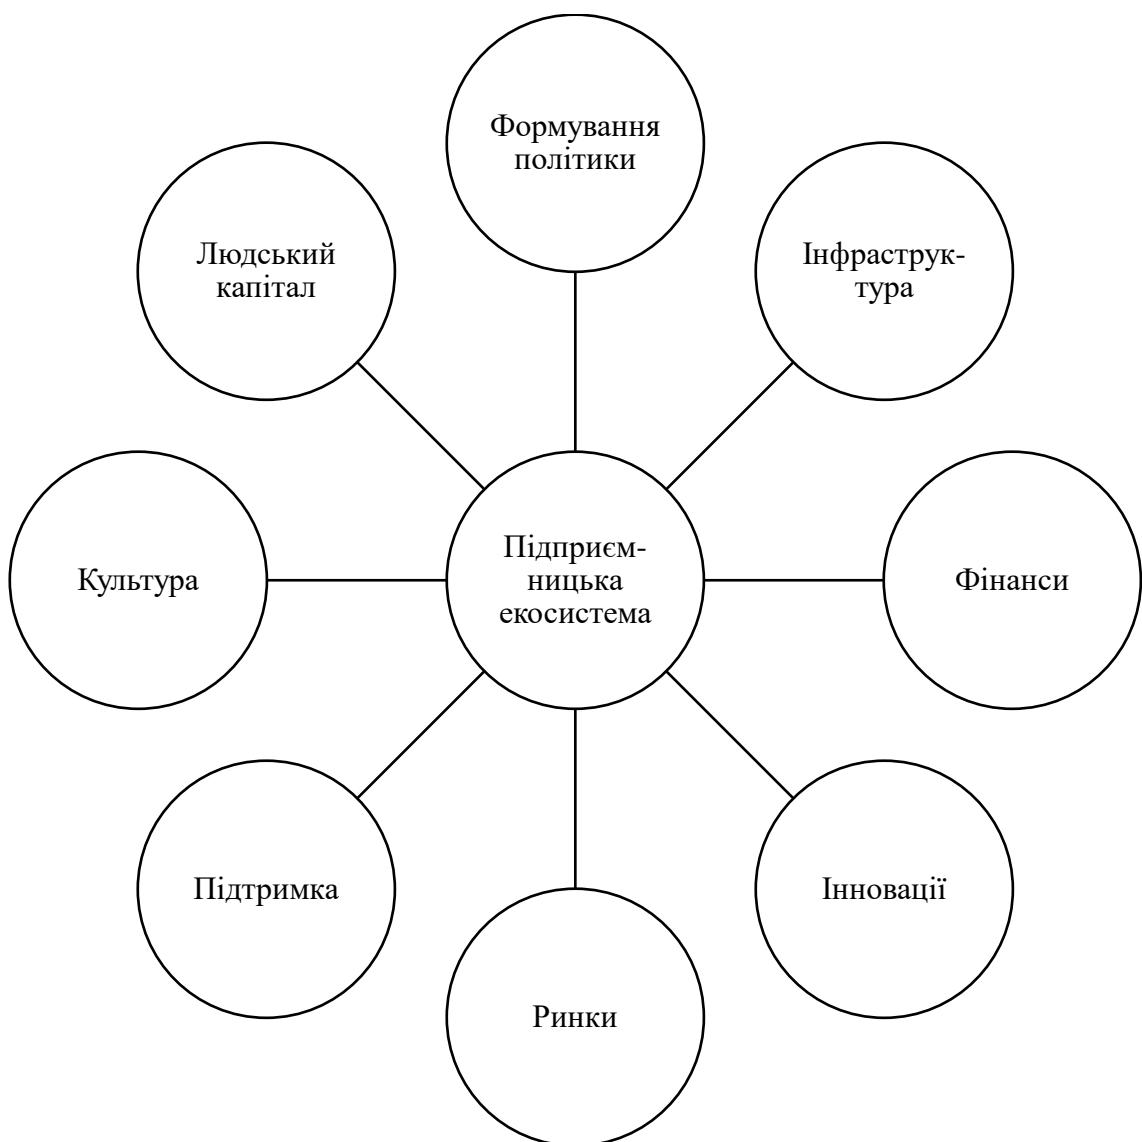 Формування
політики
Людський
капітал
Інфраструк-
тура
Культура
Підприєм-
ницька
екосистема
Фінанси
Підтримка
Інновації
Ринки